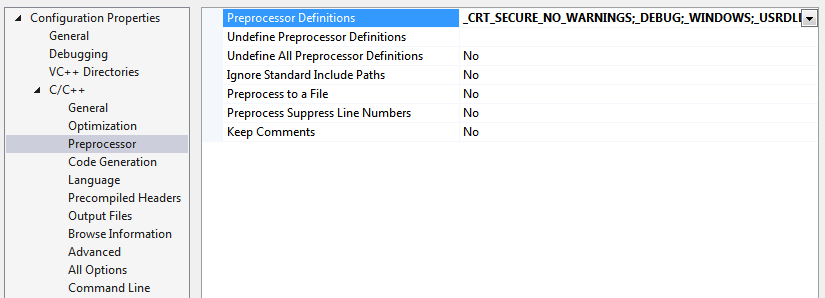 Configuration Properties
General
Debugging
VC++ Directories
C/C++
General
Optimization
Preprocessor
Code Generation
Language
Precompiled Headers
Output Files
Browse Information
Advanced
All Options
Command Line
Preprocessor Definitions _CRT_SECURE_NO_WARNINGS;_DEBUG;_WINDOWS;_USRDLL
Undefine Preprocessor Definitions
Undefine All Preprocessor Definitions No
Ignore Standard Include Paths No
Preprocess to a File No
Preprocess Suppress Line Numbers No
Keep Comments No